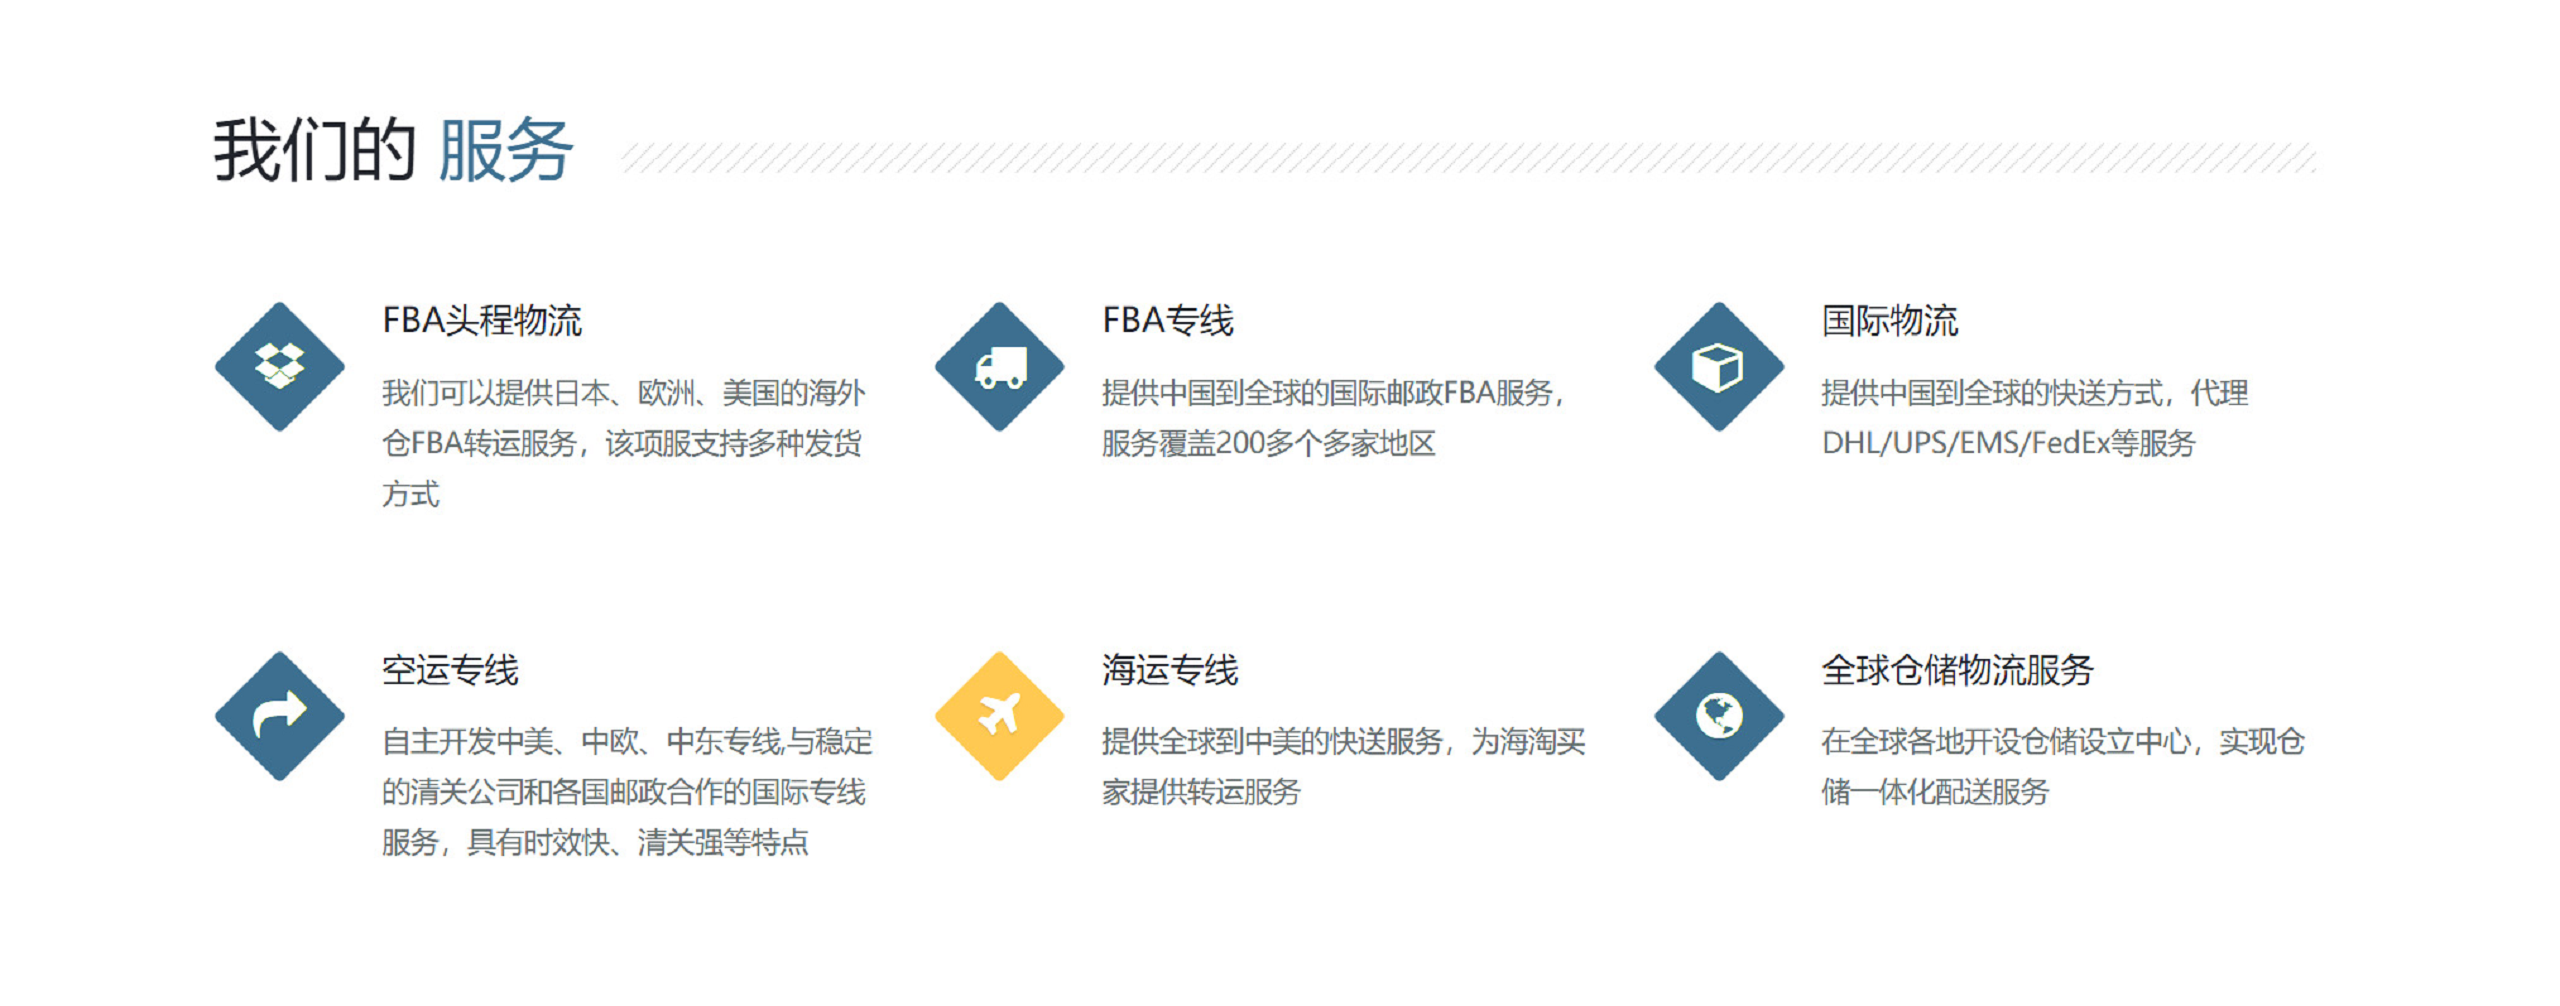 我们的 服务
FBA头程物流
我们可以提供日本、欧洲、美国的海外
仓FBA转运服务，该项服支持多种发货
方式
FBA专线
提供中国到全球的国际邮政FBA服务，
服务覆盖200多个多家地区
国际物流
提供中国到全球的快送方式，代理
DHL/UPS/EMS/FedEx等服务
空运专线
自主开发中美、中欧、中东专线,与稳定
的清关公司和各国邮政合作的国际专线
服务，具有时效快、清关强等特点
海运专线
提供全球到中美的快送服务，为海淘买
家提供转运服务
全球仓储物流服务
在全球各地开设仓储设立中心，实现仓
储一体化配送服务